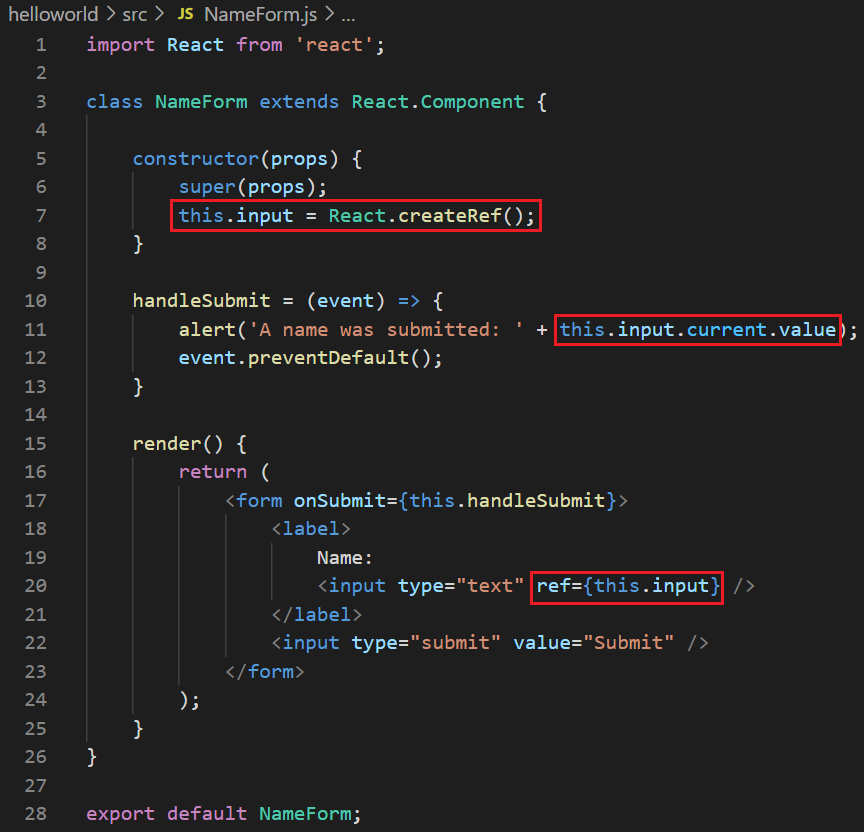 helloworld > src > JS NameForm.js > ...
1 import React from 'react';
2
3 class NameForm extends React.Component {
4
5     constructor(props) {
6         super(props);
7         this.input = React.createRef();
8     }
9
10     handleSubmit = (event) => {
11         alert('A name was submitted: ' + this.input.current.value);
12         event.preventDefault();
13     }
14
15     render() {
16         return (
17             <form onSubmit={this.handleSubmit}>
18                 <label>
19                     Name:
20                     <input type="text" ref={this.input} />
21                 </label>
22                 <input type="submit" value="Submit" />
23             </form>
24         );
25     }
26 }
27
28 export default NameForm;